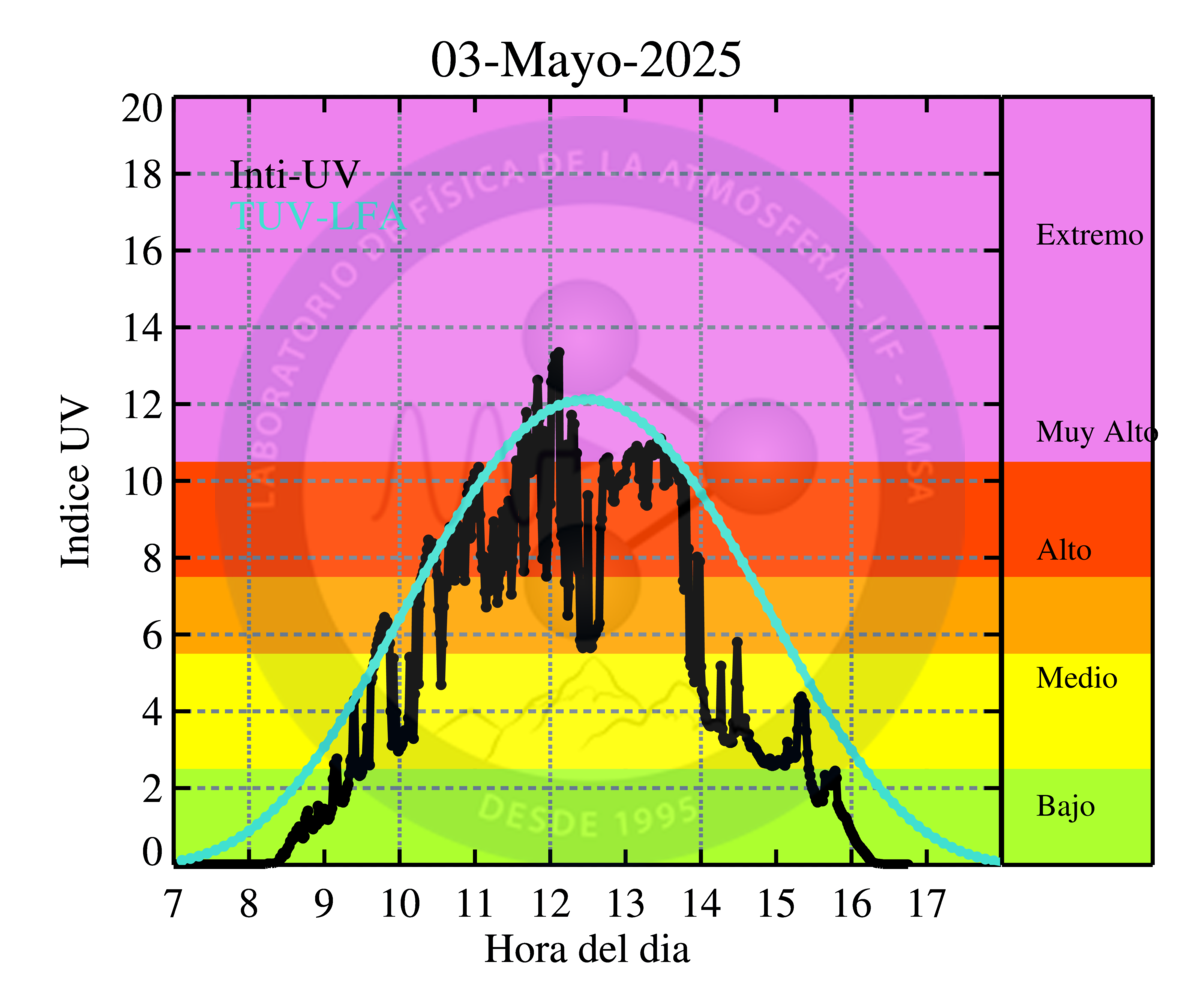 03-Mayo-2025
Indice UV
20
18
16
14
12
10
8
6
4
2
0
Inti-UV
TUV-LFA
LABORATORIO DE FÍSICA DE LA ATMÓSFERA - IIF - UMSA
DESDE 1995
Extremo
Muy Alto
Alto
Medio
Bajo
7 8 9 10 11 12 13 14 15 16 17
Hora del dia